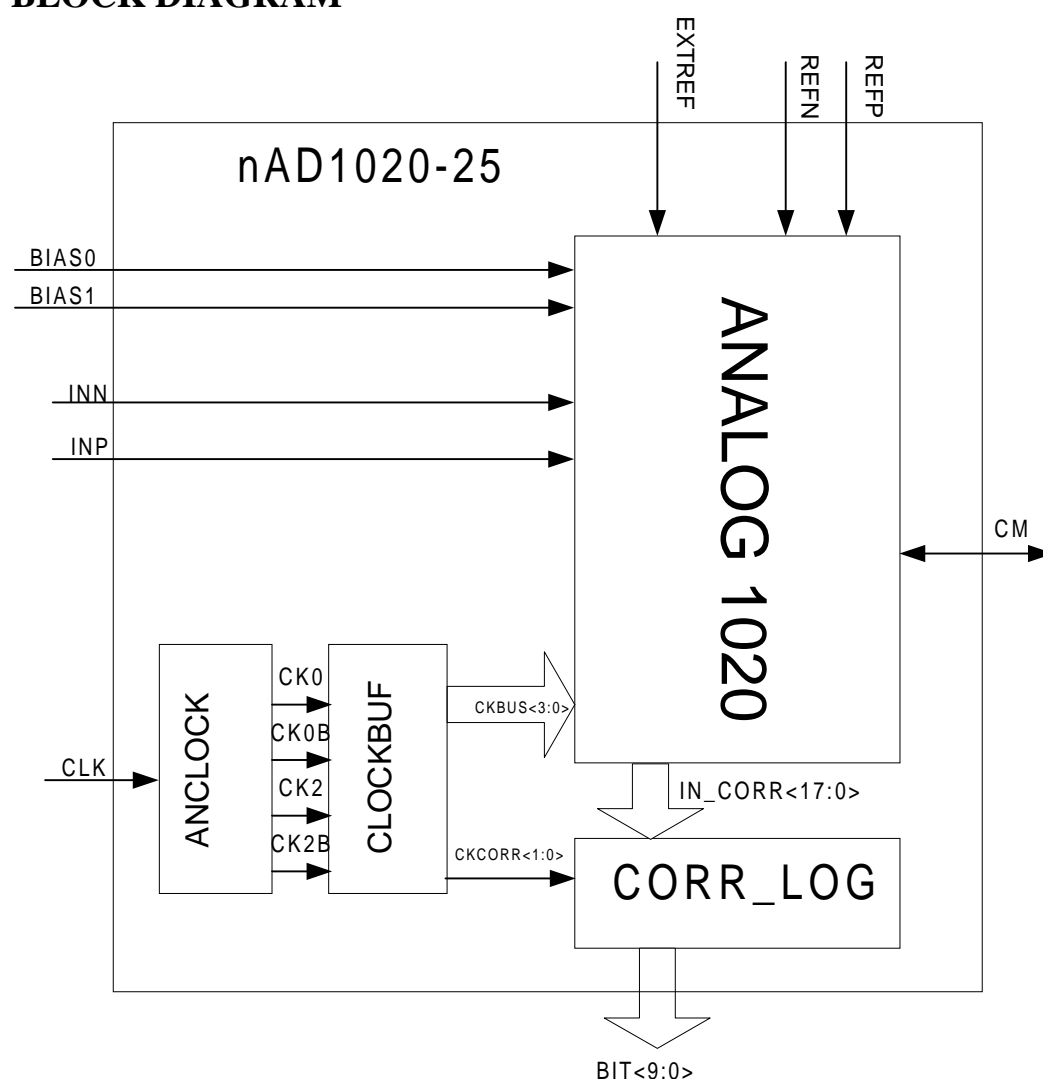 BLOCK DIAGRAM
EXTREF
REFN
REFP
nAD1020-25
BIAS0
BIAS1
INN
INP
ANALOG 1020
CM
CLK
ANCLOCK
CK0
CK0B
CK2
CK2B
CLOCKBUF
CKBUS<3:0>
IN_CORR<17:0>
CKCORR<1:0>
CORR_LOG
BIT<9:0>